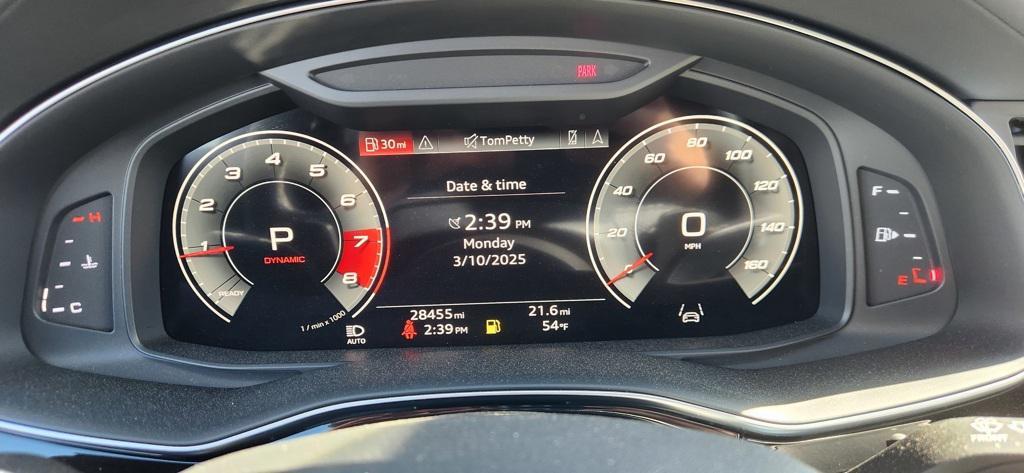 PARK
30 mi TomPetty
Date & time
2:39 PM
Monday
3/10/2025
28455 mi 21.6 mi
2:39 PM 54°F
1 2 3 4 5 6 7 8
P
DYNAMIC
READY
1 / min x 1000
AUTO
0 20 40 60 80 100 120 140 160
0
MPH
H
C
F
E
FRONT